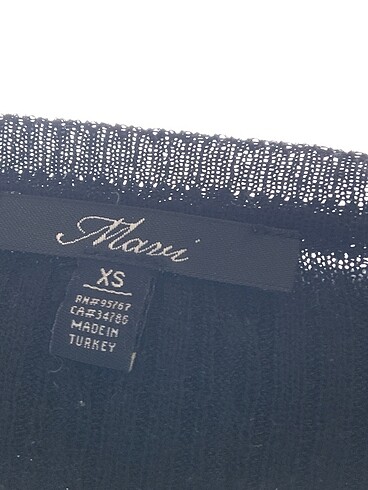 Mavi
XS
RN#95767
CA#34786
MADE IN
TURKEY